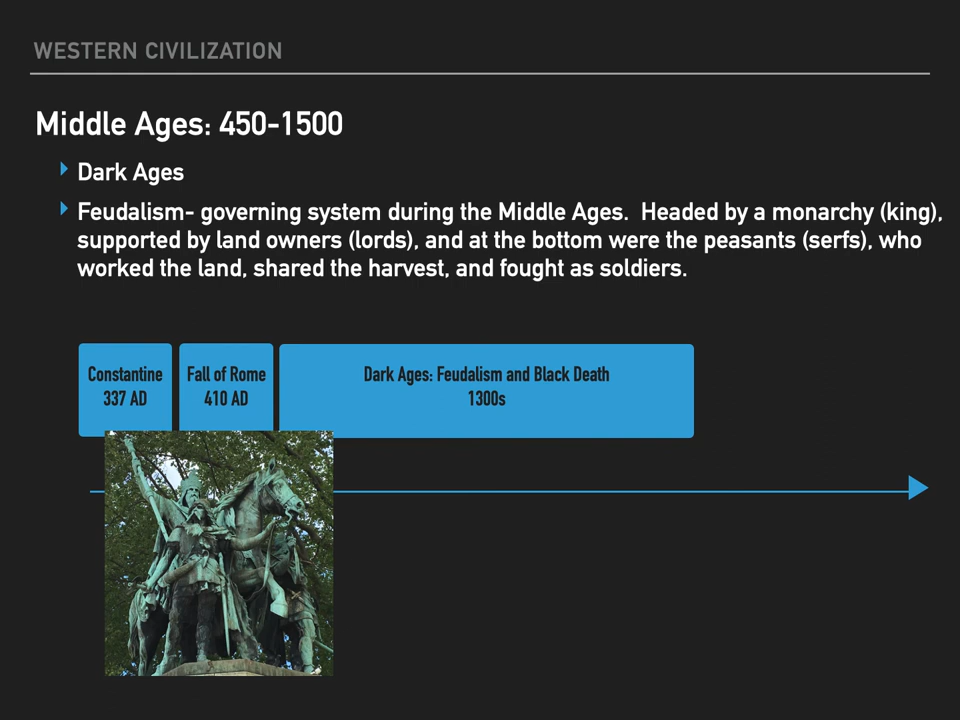 WESTERN CIVILIZATION
Middle Ages: 450-1500
Dark Ages
Feudalism- governing system during the Middle Ages.  Headed by a monarchy (king),
supported by land owners (lords), and at the bottom were the peasants (serfs), who
worked the land, shared the harvest, and fought as soldiers.
Constantine
337 AD
Fall of Rome
410 AD
Dark Ages: Feudalism and Black Death
1300s